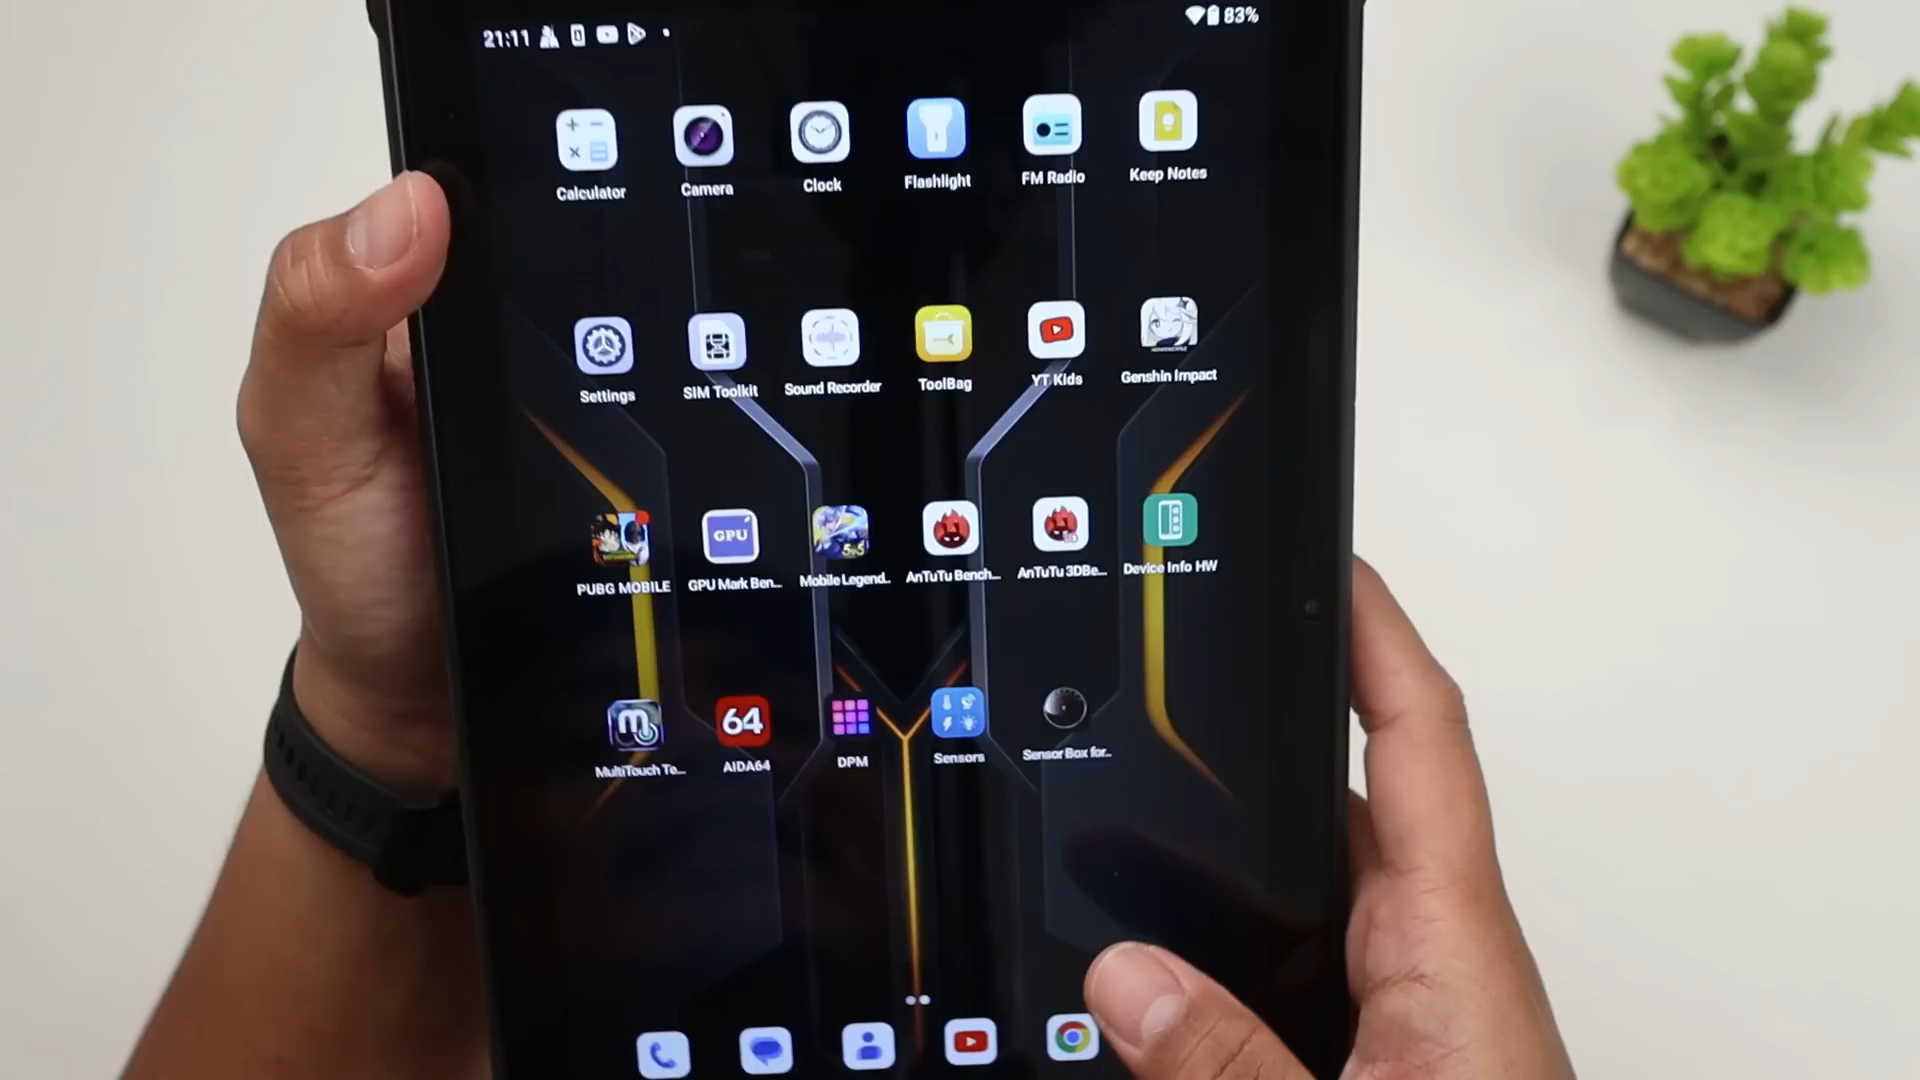 21:11
83%
Calculator
Camera
Clock
Flashlight
FM Radio
Keep Notes
Settings
SIM Toolkit
Sound Recorder
ToolBag
YT Kids
Genshin Impact
GPU
5v5
3D
PUBG MOBILE
GPU Mark Ben...
Mobile Legend...
AnTuTu Bench...
AnTuTu 3DBe...
Device Info HW
64
MultiTouch Te...
AIDA64
DPM
Sensors
Sensor Box for...